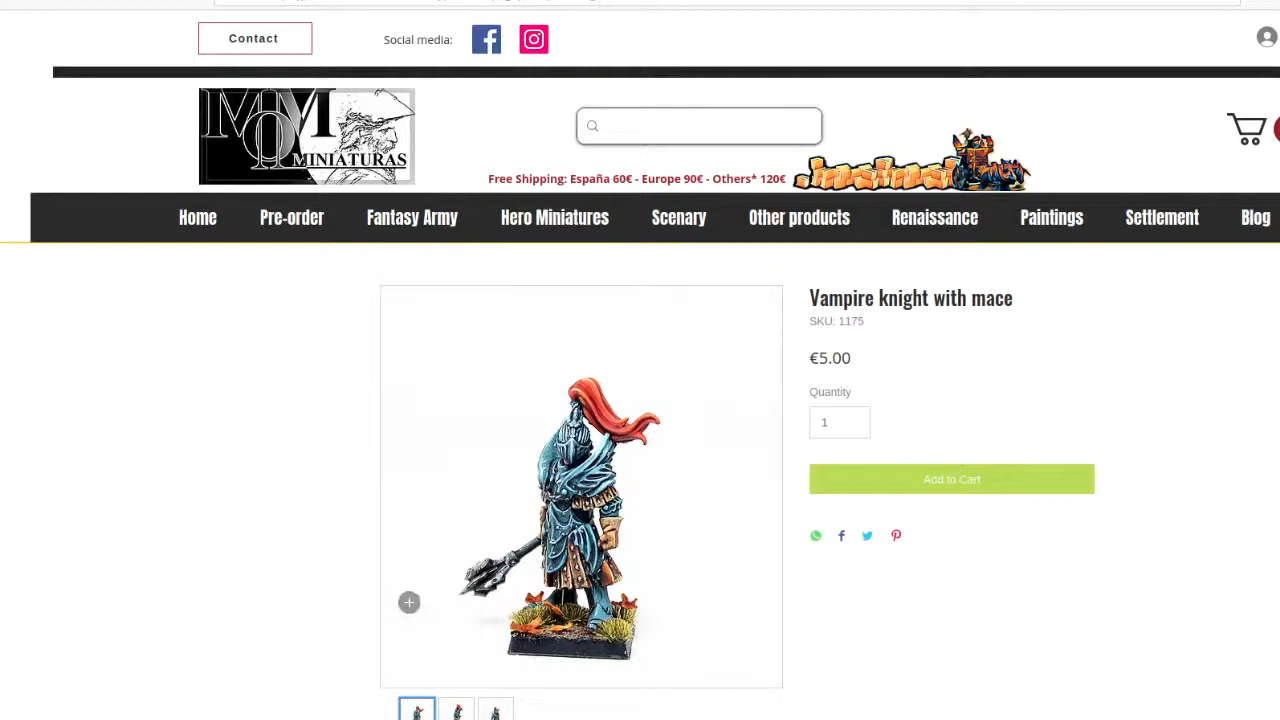 Contact
Social media:
MOM
MINIATURAS
Free Shipping: España 60€ - Europe 90€ - Others* 120€
Home
Pre-order
Fantasy Army
Hero Miniatures
Scenary
Other products
Renaissance
Paintings
Settlement
Blog
Vampire knight with mace
SKU: 1175
€5.00
Quantity
1
Add to Cart